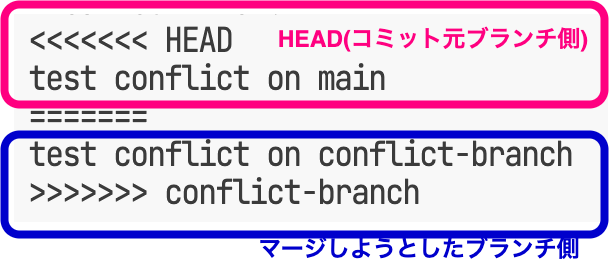 <<<<<<< HEAD HEAD(コミット元ブランチ側)
test conflict on main
=======
test conflict on conflict-branch
>>>>>>> conflict-branch
マージしようとしたブランチ側